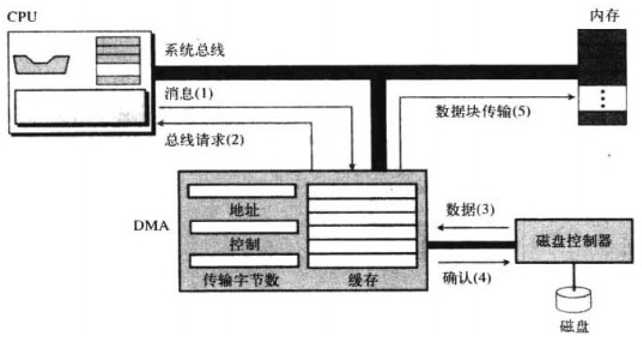 CPU
内存
系统总线
消息(1)
数据块传输(5)
总线请求(2)
DMA
地址
控制
传输字节数
缓存
数据(3)
确认(4)
磁盘控制器
磁盘